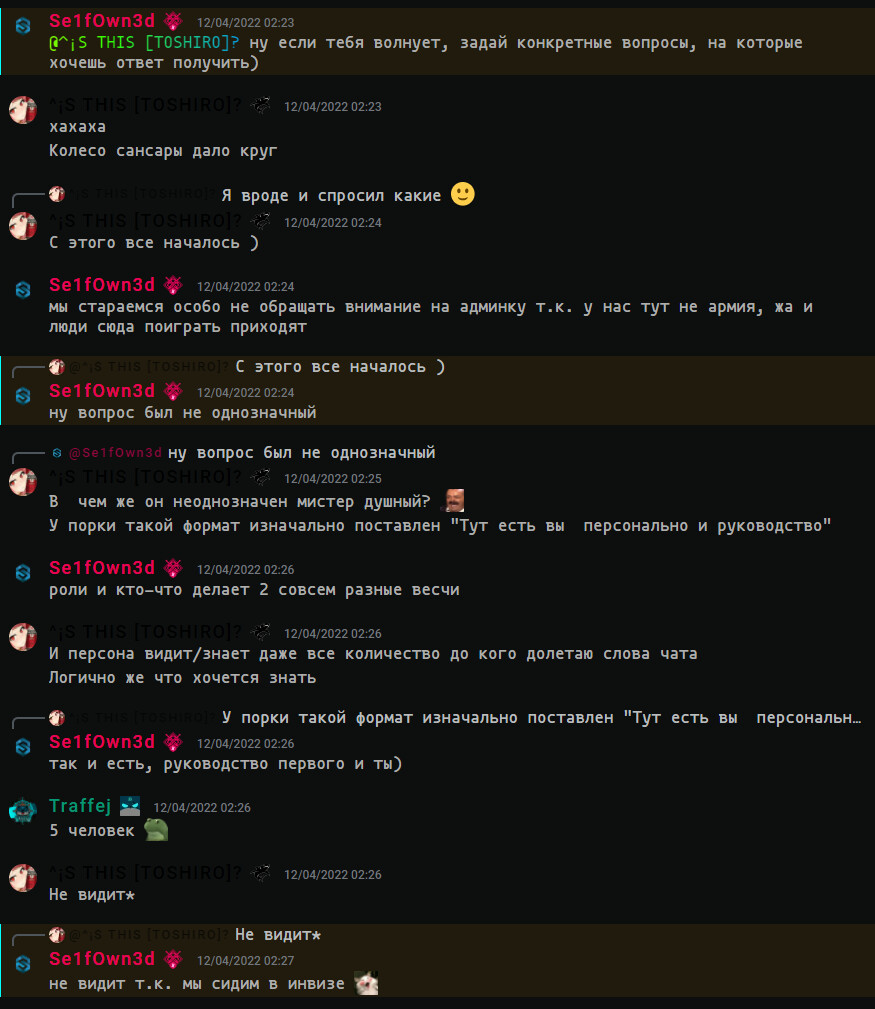 Se1fOwn3d 12/04/2022 02:23
@^¡S THIS [TOSHIRO]? ну если тебя волнует, задай конкретные вопросы, на которые
хочешь ответ получить)
^¡S THIS [TOSHIRO]? 12/04/2022 02:23
хахаха
Колесо сансары дало круг
^¡S THIS [TOSHIRO]? Я вроде и спросил какие 🙂
^¡S THIS [TOSHIRO]? 12/04/2022 02:24
С этого все началось )
Se1fOwn3d 12/04/2022 02:24
мы стараемся особо не обращать внимание на админку т.к. у нас тут не армия, жа и
люди сюда поиграть приходят
@^¡S THIS [TOSHIRO]? С этого все началось )
Se1fOwn3d 12/04/2022 02:24
ну вопрос был не однозначный
@Se1fOwn3d ну вопрос был не однозначный
^¡S THIS [TOSHIRO]? 12/04/2022 02:25
В чем же он неоднозначен мистер душный?
У порки такой формат изначально поставлен "Тут есть вы персонально и руководство"
Se1fOwn3d 12/04/2022 02:26
роли и кто-что делает 2 совсем разные весчи
^¡S THIS [TOSHIRO]? 12/04/2022 02:26
И персона видит/знает даже все количество до кого долетаю слова чата
Логично же что хочется знать
^¡S THIS [TOSHIRO]? У порки такой формат изначально поставлен "Тут есть вы персональн…
Se1fOwn3d 12/04/2022 02:26
так и есть, руководство первого и ты)
Traffej 12/04/2022 02:26
5 человек
^¡S THIS [TOSHIRO]? 12/04/2022 02:26
Не видит*
@^¡S THIS [TOSHIRO]? Не видит*
Se1fOwn3d 12/04/2022 02:27
не видит т.к. мы сидим в инвизе